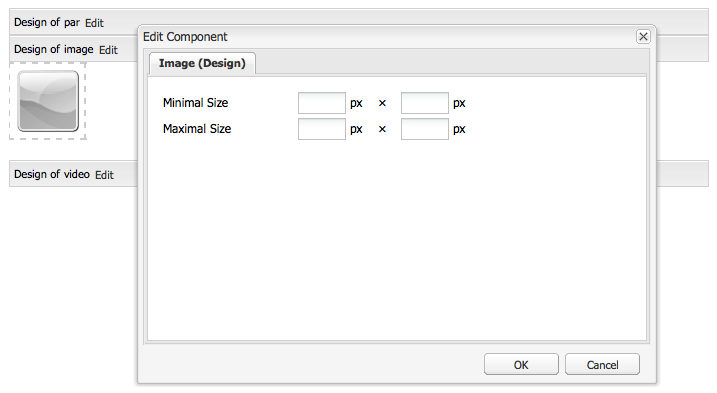 Design of par Edit
Edit Component
Design of image Edit
Image (Design)
Minimal Size px × px
Maximal Size px × px
Design of video Edit
OK Cancel